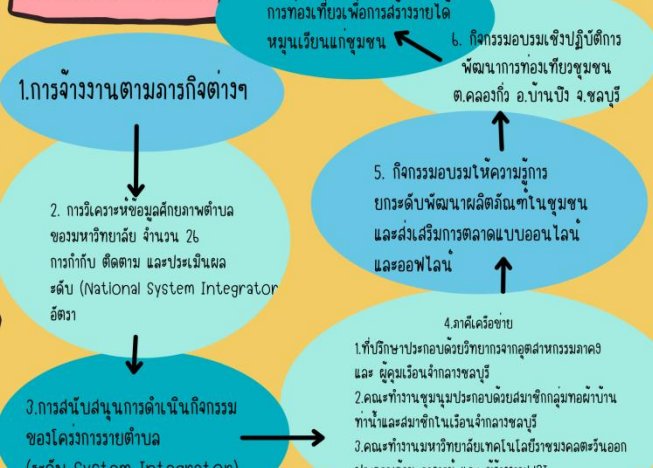 1.การจ้างงานตามภารกิจต่างๆ
2. การวิเคราะห์ข้อมูลศักยภาพตำบล
ของมหาวิทยาลัย จำนวน 26
การกำกับ ติดตาม และประเมินผล
ระดับ (National System Integrator
อัตรา
3.การสนับสนุนการดำเนินกิจกรรม
ของโครงการรายตำบล
(ระดับ System Integrator)
4.ภาคีเครือข่าย
1.ที่ปรึกษาประกอบด้วยวิทยากรจากอุตสาหกรรมภาค9
และ ผู้คุมเรือนจำกลางชลบุรี
2.คณะทำงานชุมนุมประกอบด้วยสมาชิกกลุ่มทอผ้าบ้าน
ท่าน้ำและสมาชิกในเรือนจำกลางชลบุรี
3.คณะทำงานมหาวิทยาลัยเทคโนโลยีราชมงคลตะวันออก
5. กิจกรรมอบรมให้ความรู้การ
ยกระดับพัฒนาผลิตภัณฑ์ในชุมชน
และส่งเสริมการตลาดแบบออนไลน์
และออฟไลน์
6. กิจกรรมอบรมเชิงปฏิบัติการ
พัฒนาการท่องเที่ยวชุมชน
ต.คลองกิ่ว อ.บ้านบึง จ.ชลบุรี
การท่องเที่ยวเพื่อการสร้างรายได้
หมุนเวียนแก่ชุมชน